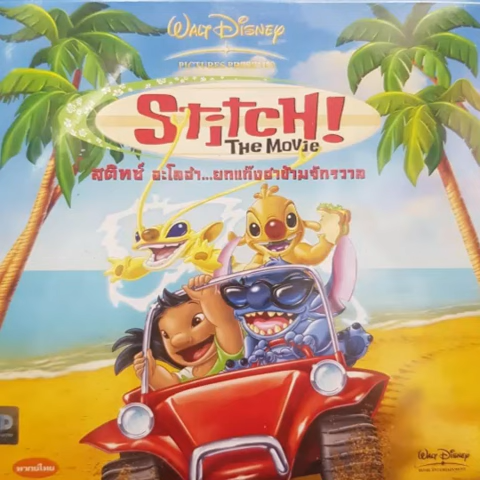 Walt Disney
PICTURES PRESENTS
Stitch!
The Movie
สติทซ์ อะโลฮ่า...ยกแก๊งฮาข้ามจักรวาล
พากย์ไทย
Walt Disney